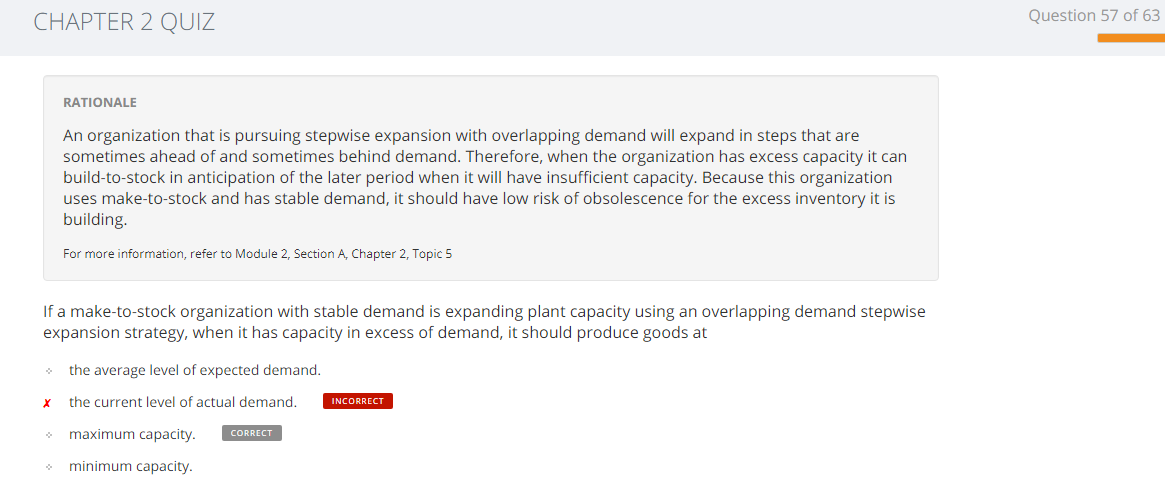 CHAPTER 2 QUIZ
Question 57 of 63
RATIONALE
An organization that is pursuing stepwise expansion with overlapping demand will expand in steps that are
sometimes ahead of and sometimes behind demand. Therefore, when the organization has excess capacity it can
build-to-stock in anticipation of the later period when it will have insufficient capacity. Because this organization
uses make-to-stock and has stable demand, it should have low risk of obsolescence for the excess inventory it is
building.
For more information, refer to Module 2, Section A, Chapter 2, Topic 5
If a make-to-stock organization with stable demand is expanding plant capacity using an overlapping demand stepwise
expansion strategy, when it has capacity in excess of demand, it should produce goods at
the average level of expected demand.
the current level of actual demand. INCORRECT
maximum capacity. CORRECT
minimum capacity.